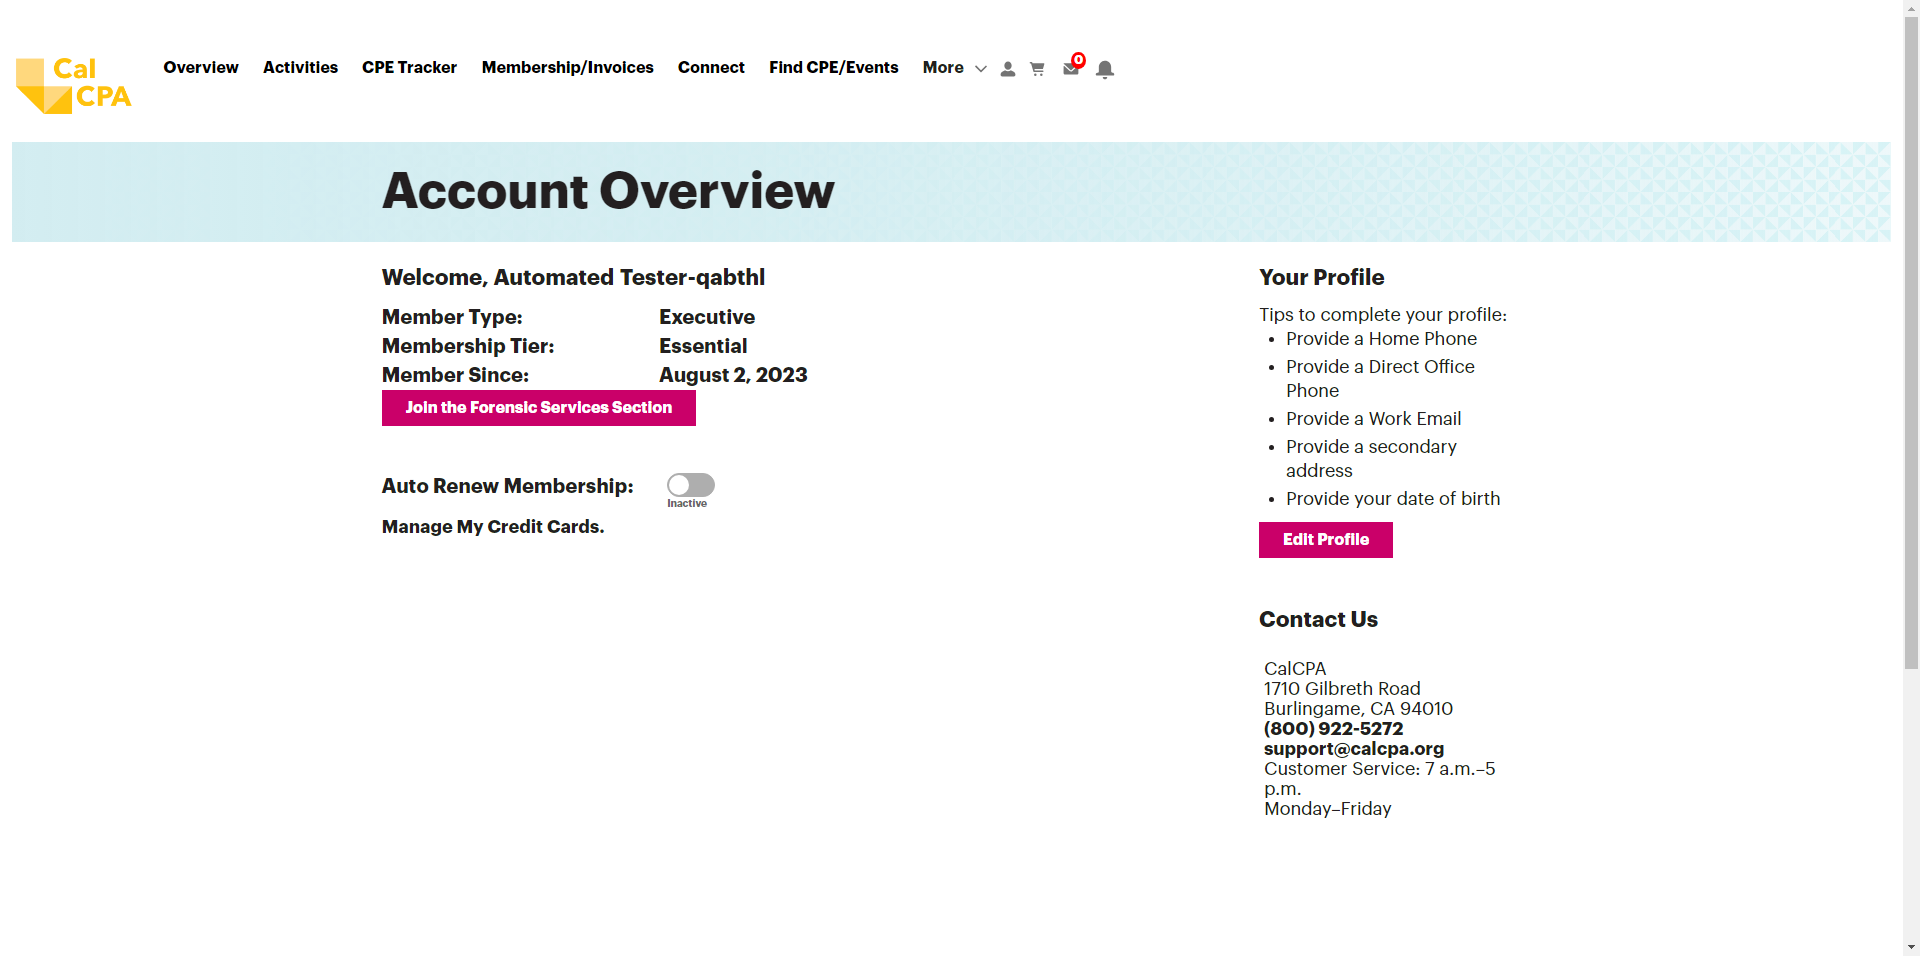 Cal
CPA
Overview
Activities
CPE Tracker
Membership/Invoices
Connect
Find CPE/Events
More
0
Account Overview
Welcome, Automated Tester-qabthl
Member Type: Executive
Membership Tier: Essential
Member Since: August 2, 2023
Join the Forensic Services Section
Auto Renew Membership:
Inactive
Manage My Credit Cards.
Your Profile
Tips to complete your profile:
Provide a Home Phone
Provide a Direct Office
Phone
Provide a Work Email
Provide a secondary
address
Provide your date of birth
Edit Profile
Contact Us
CalCPA
1710 Gilbreth Road
Burlingame, CA 94010
(800) 922-5272
support@calcpa.org
Customer Service: 7 a.m.–5
p.m.
Monday–Friday